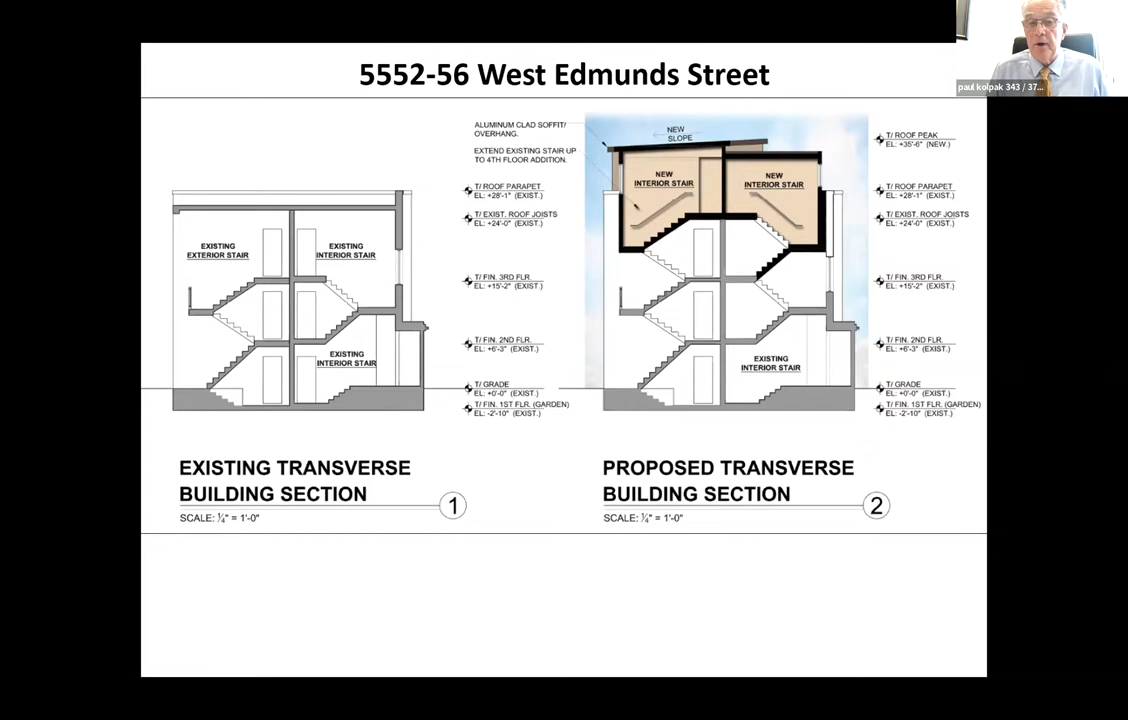 5552-56 West Edmunds Street
paul kolpak 343 / 37...
ALUMINUM CLAD SOFFIT/
OVERHANG.
EXTEND EXISTING STAIR UP
TO 4TH FLOOR ADDITION.
T/ ROOF PARAPET
EL: +28'-1" (EXIST.)
T/ EXIST. ROOF JOISTS
EL: +24'-0" (EXIST.)
EXISTING
EXTERIOR STAIR
EXISTING
INTERIOR STAIR
T/ FIN. 3RD FLR.
EL: +15'-2" (EXIST.)
T/ FIN. 2ND FLR.
EL: +6'-3" (EXIST.)
EXISTING
INTERIOR STAIR
T/ GRADE
EL: +0'-0" (EXIST.)
T/ FIN. 1ST FLR. (GARDEN)
EL: -2'-10" (EXIST.)
EXISTING TRANSVERSE
BUILDING SECTION
1
SCALE: ¼" = 1'-0"
NEW
SLOPE
NEW
INTERIOR STAIR
NEW
INTERIOR STAIR
EXISTING
INTERIOR STAIR
T/ ROOF PEAK
EL: +35'-6" (NEW.)
T/ ROOF PARAPET
EL: +28'-1" (EXIST.)
T/ EXIST. ROOF JOISTS
EL: +24'-0" (EXIST.)
T/ FIN. 3RD FLR.
EL: +15'-2" (EXIST.)
T/ FIN. 2ND FLR.
EL: +6'-3" (EXIST.)
T/ GRADE
EL: +0'-0" (EXIST.)
T/ FIN. 1ST FLR. (GARDEN)
EL: -2'-10" (EXIST.)
PROPOSED TRANSVERSE
BUILDING SECTION
2
SCALE: ¼" = 1'-0"